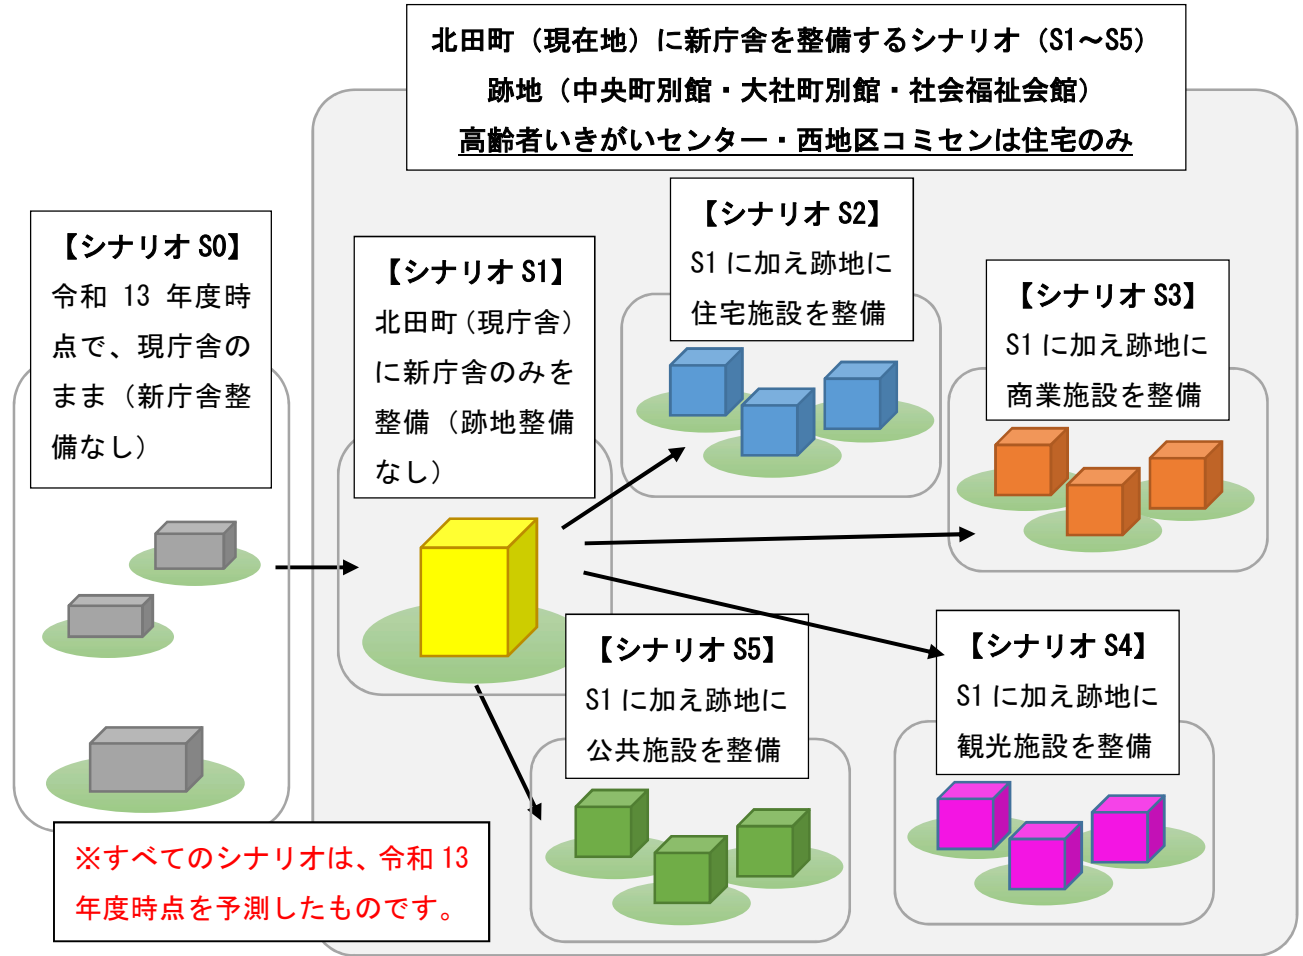 北田町（現在地）に新庁舎を整備するシナリオ（S1～S5）
跡地（中央町別館・大社町別館・社会福祉会館）
高齢者いきがいセンター・西地区コミセンは住宅のみ
【シナリオ S0】
令和 13 年度時
点で、現庁舎の
まま（新庁舎整
備なし）
【シナリオ S1】
北田町（現庁舎）
に新庁舎のみを
整備（跡地整備
なし）
【シナリオ S2】
S1 に加え跡地に
住宅施設を整備
【シナリオ S3】
S1 に加え跡地に
商業施設を整備
【シナリオ S5】
S1 に加え跡地に
公共施設を整備
【シナリオ S4】
S1 に加え跡地に
観光施設を整備
※すべてのシナリオは、令和 13
年度時点を予測したものです。